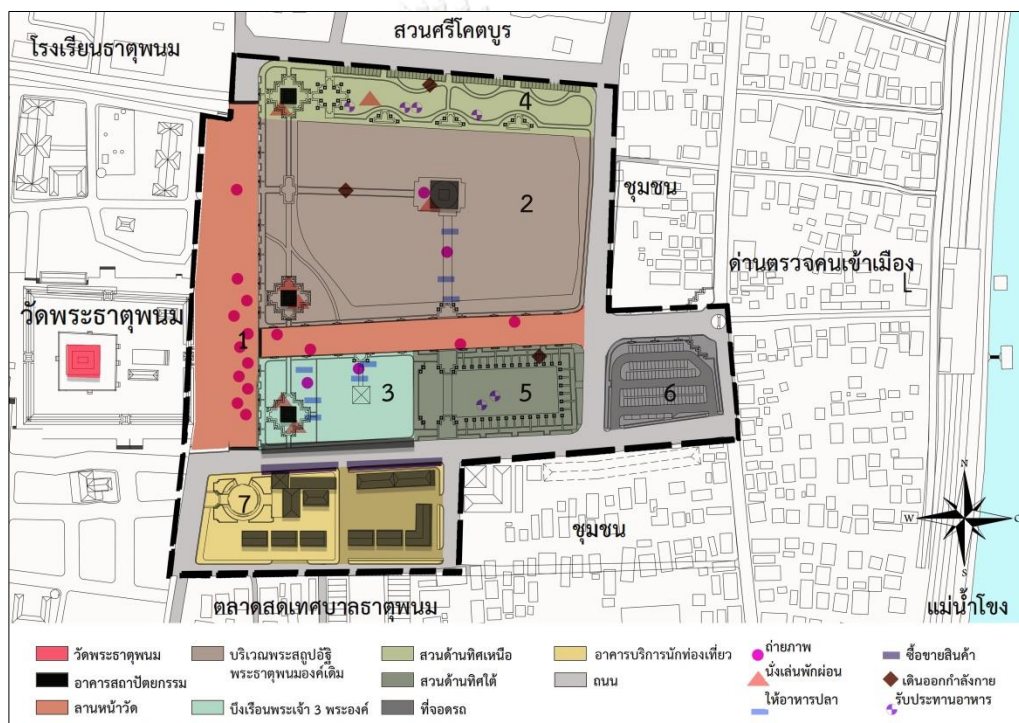 สวนศรีโคตบูร
โรงเรียนธาตุพนม
4
ชุมชน
2
ด่านตรวจคนเข้าเมือง
วัดพระธาตุพนม
1
3
5
6
7
N
W
S
ชุมชน
ตลาดสดเทศบาลธาตุพนม
แม่น้ำโขง
วัดพระธาตุพนม
อาคารสถาปัตยกรรม
ลานหน้าวัด
บริเวณพระสถูปอัฐิ
พระธาตุพนมองค์เดิม
บึงเรือนพระเจ้า 3 พระองค์
สวนด้านทิศเหนือ
สวนด้านทิศใต้
ที่จอดรถ
อาคารบริการนักท่องเที่ยว
ถนน
ถ่ายภาพ
นั่งเล่นพักผ่อน
ให้อาหารปลา
ซื้อขายสินค้า
เดินออกกำลังกาย
รับประทานอาหาร